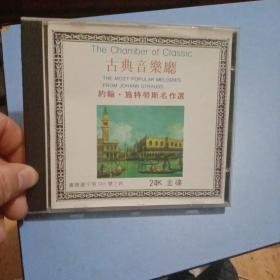 The Chamber of Classic
古典音樂廳
THE MOST POPULAR MELODIES
FROM JOHANN STRAUSS
約翰・施特勞斯名作選
24K 金碟